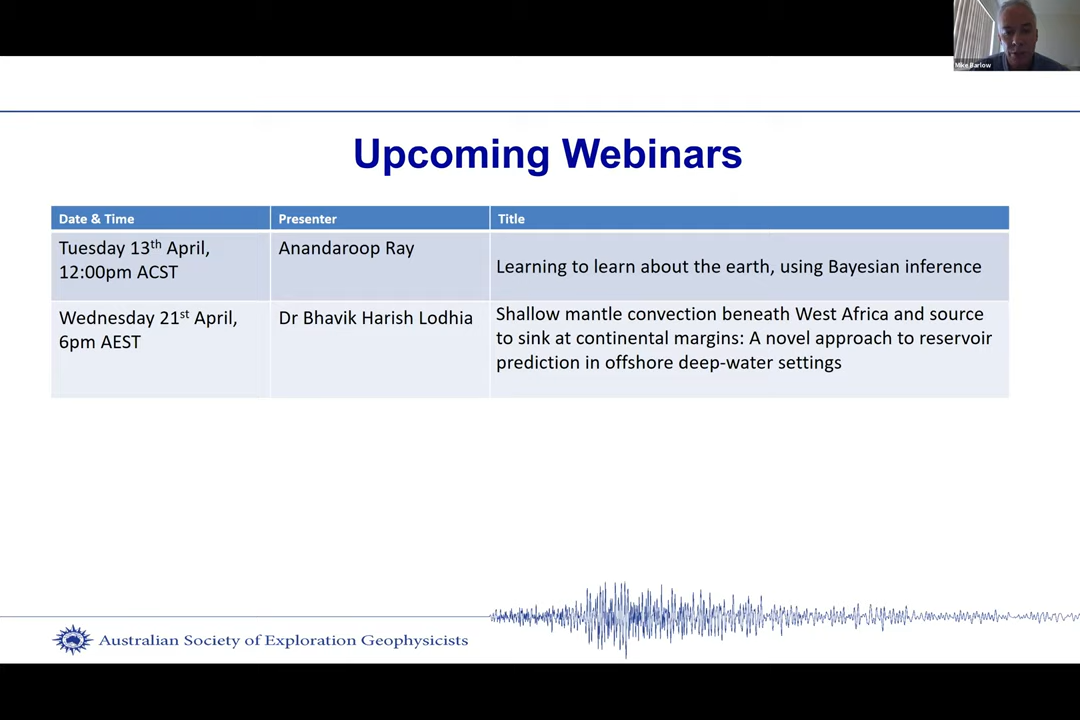 Mike Barlow
Upcoming Webinars
Date & Time
Presenter
Title
Tuesday 13th April,
12:00pm ACST
Anandaroop Ray
Learning to learn about the earth, using Bayesian inference
Wednesday 21st April,
6pm AEST
Dr Bhavik Harish Lodhia
Shallow mantle convection beneath West Africa and source
to sink at continental margins: A novel approach to reservoir
prediction in offshore deep-water settings
Australian Society of Exploration Geophysicists